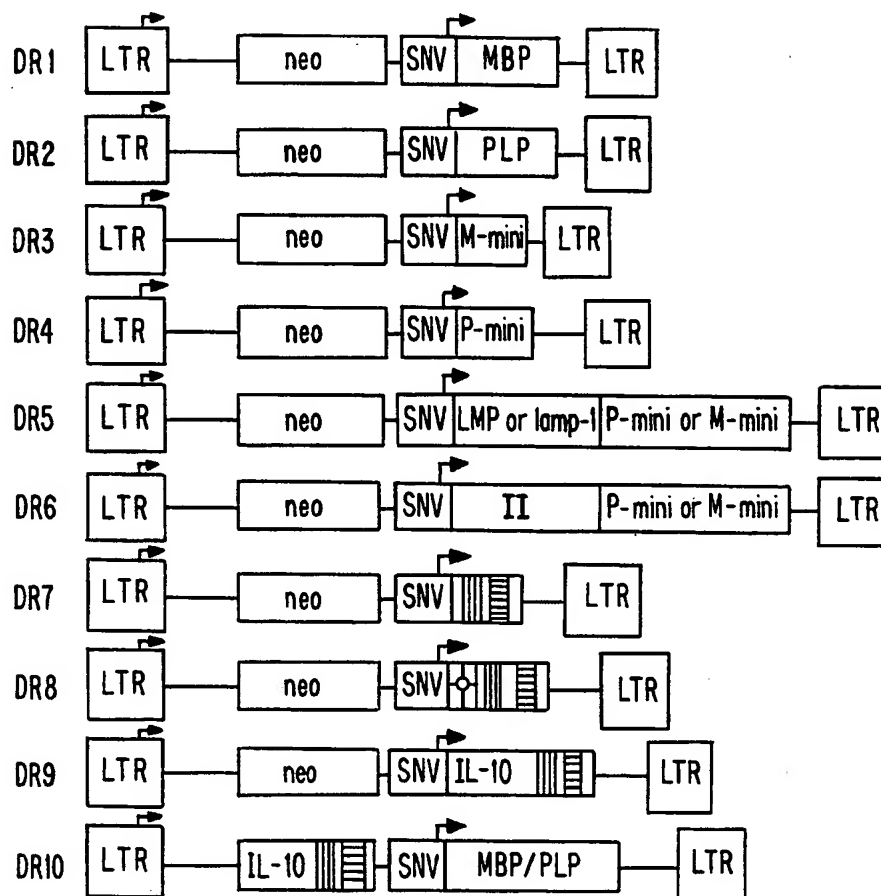 DR1 LTR neo SNV MBP LTR
DR2 LTR neo SNV PLP LTR
DR3 LTR neo SNV M-mini LTR
DR4 LTR neo SNV P-mini LTR
DR5 LTR neo SNV LMP or lamp-1 P-mini or M-mini LTR
DR6 LTR neo SNV II P-mini or M-mini LTR
DR7 LTR neo SNV LTR
DR8 LTR neo SNV LTR
DR9 LTR neo SNV IL-10 LTR
DR10 LTR IL-10 SNV MBP/PLP LTR